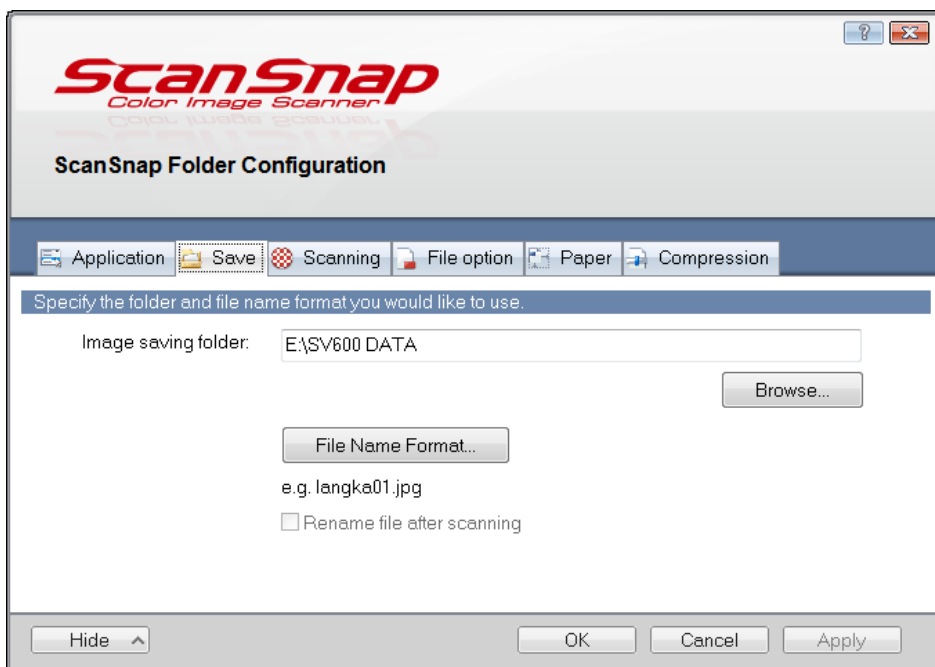 ?
ScanSnap
Color Image Scanner
ScanSnap Folder Configuration
Application Save Scanning File option Paper Compression
Specify the folder and file name format you would like to use.
Image saving folder: E:\SV600 DATA
Browse...
File Name Format...
e.g. langka01.jpg
Rename file after scanning
Hide OK Cancel Apply